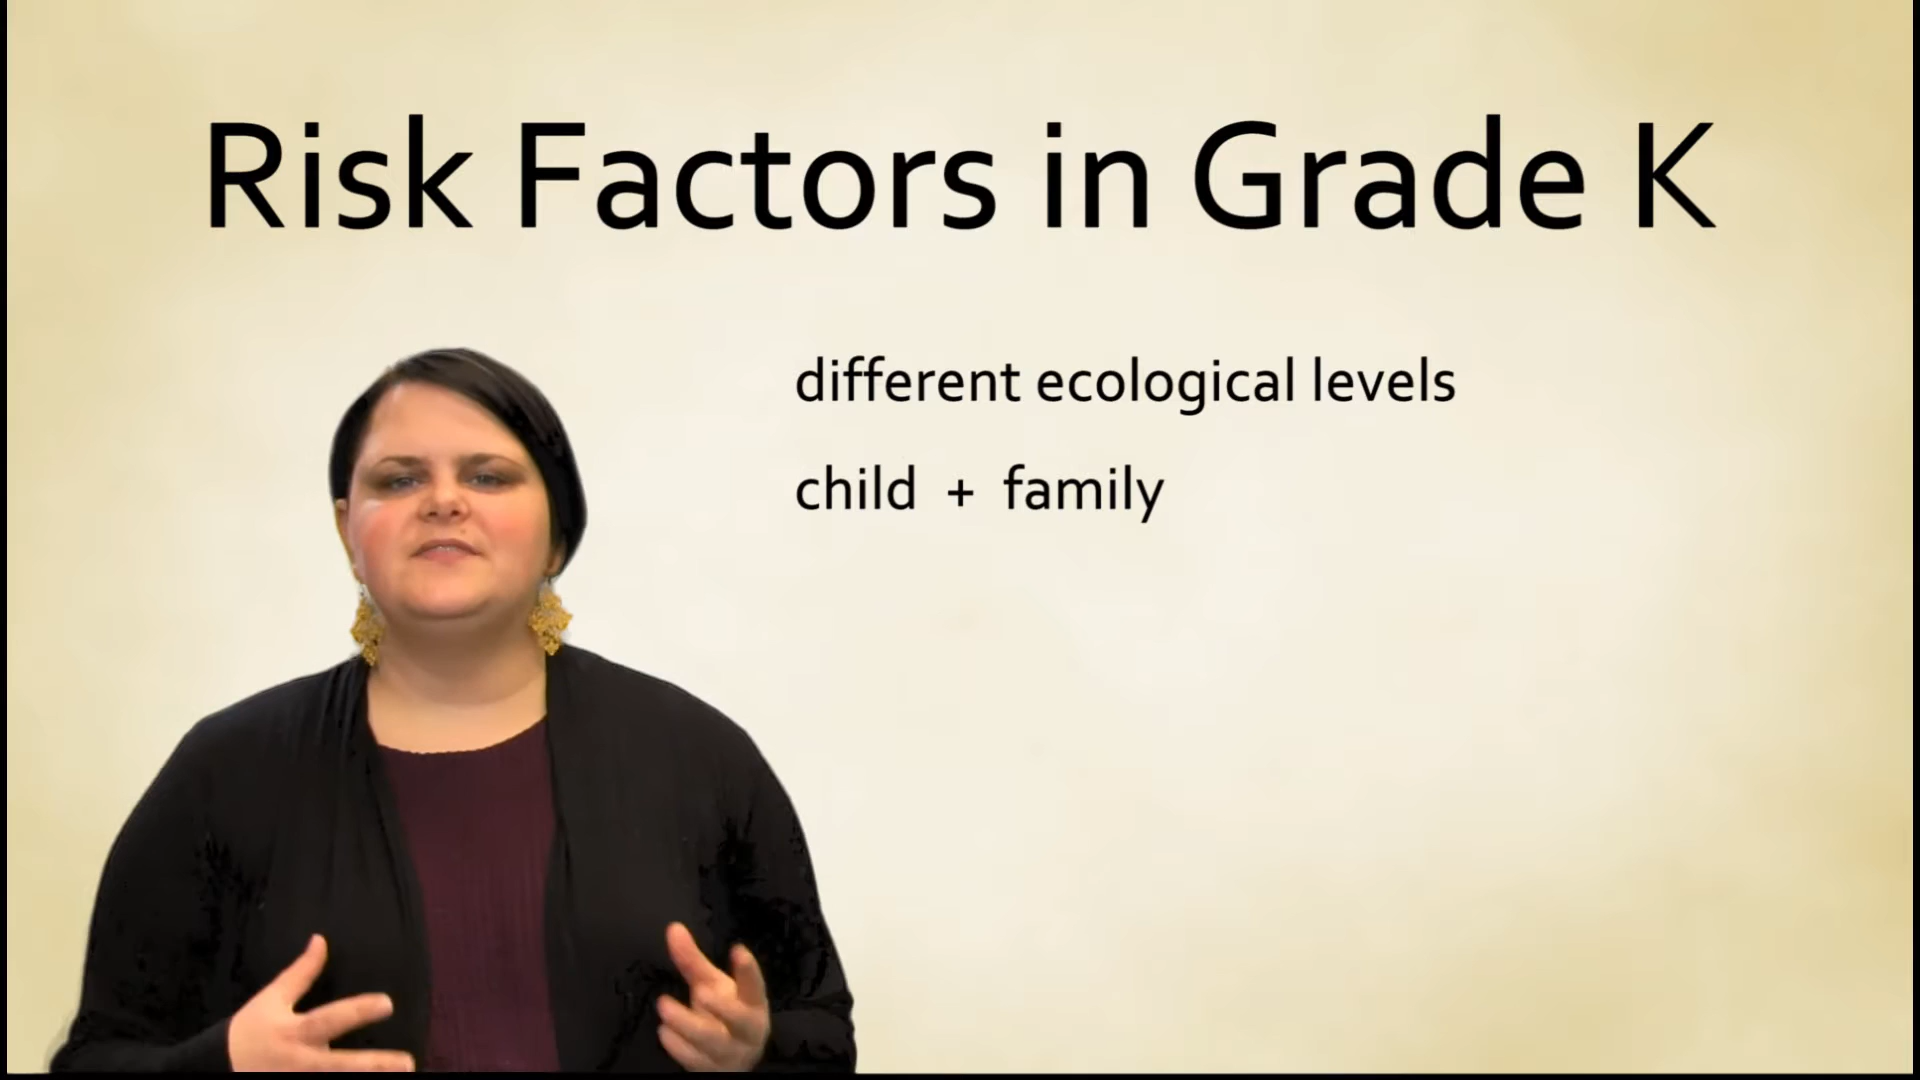 Risk Factors in Grade K
different ecological levels
child + family